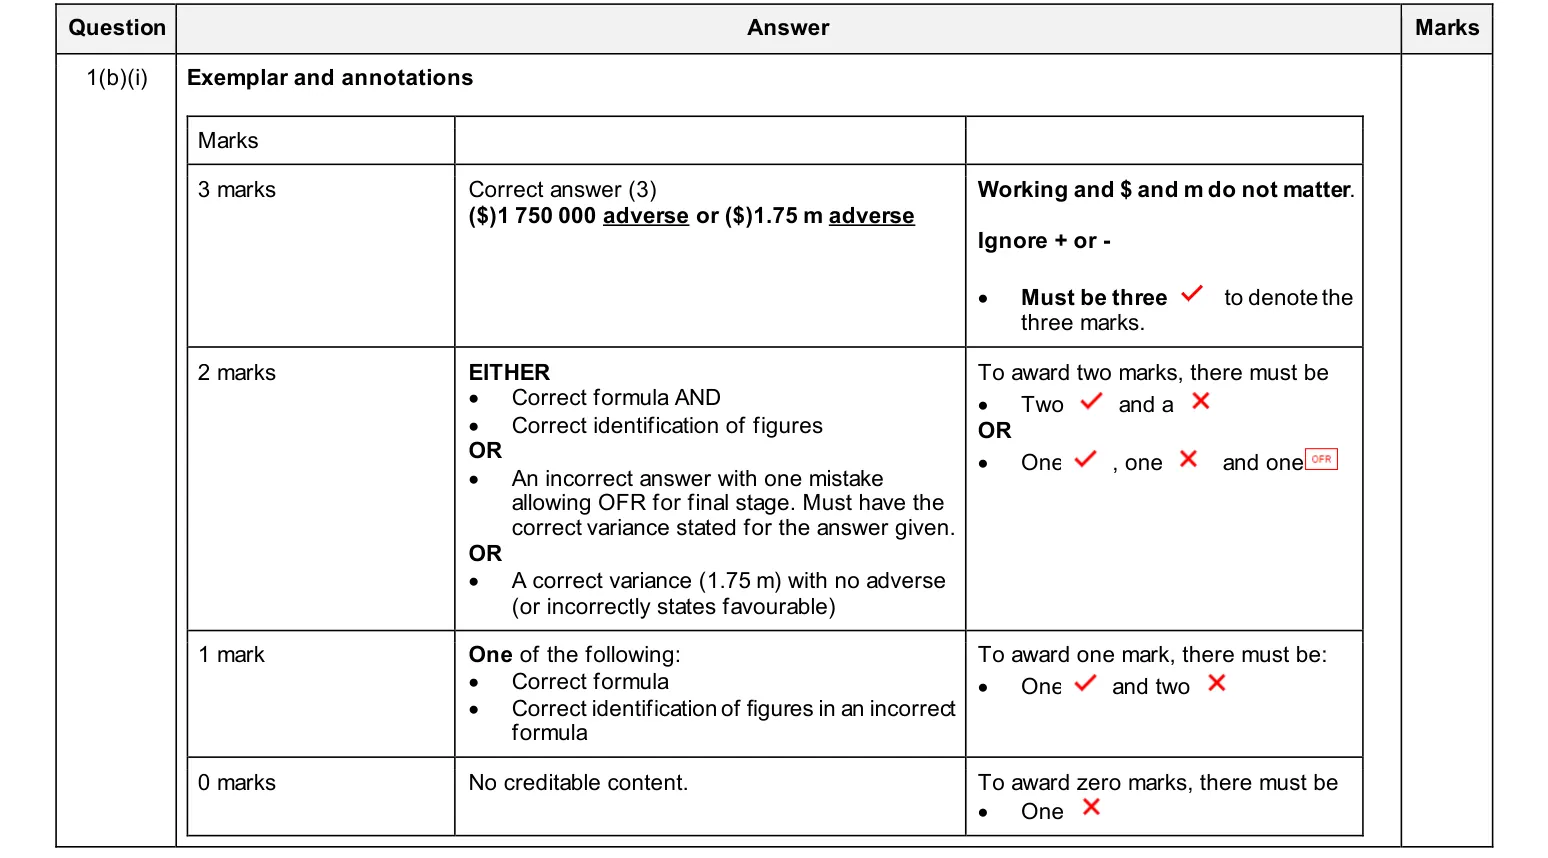 Question Answer Marks
1(b)(i) Exemplar and annotations
Marks
3 marks
Correct answer (3)
($)1 750 000 adverse or ($)1.75 m adverse
Working and $ and m do not matter.
Ignore + or -
• Must be three ✓ to denote the
three marks.
2 marks
EITHER
• Correct formula AND
• Correct identification of figures
OR
• An incorrect answer with one mistake
allowing OFR for final stage. Must have the
correct variance stated for the answer given.
OR
• A correct variance (1.75 m) with no adverse
(or incorrectly states favourable)
To award two marks, there must be
• Two ✓ and a ✗
OR
• One ✓ , one ✗ and one OFR
1 mark
One of the following:
• Correct formula
• Correct identification of figures in an incorrect
formula
To award one mark, there must be:
• One ✓ and two ✗
0 marks
No creditable content.
To award zero marks, there must be
• One ✗